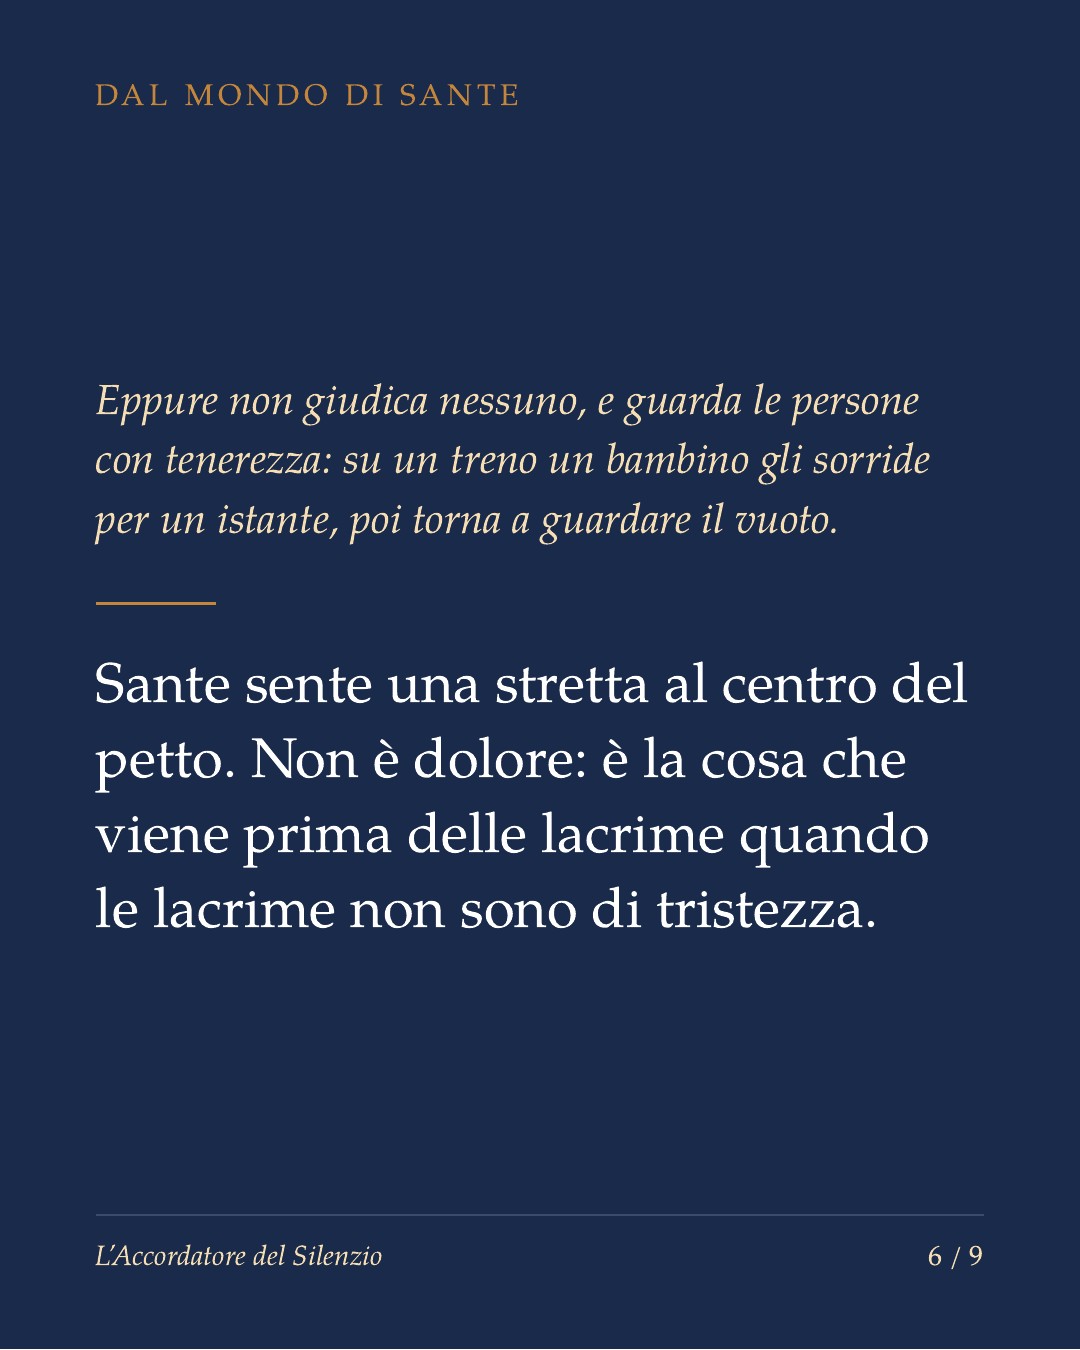 DAL MONDO DI SANTE
Eppure non giudica nessuno, e guarda le persone
con tenerezza: su un treno un bambino gli sorride
per un istante, poi torna a guardare il vuoto.
Sante sente una stretta al centro del
petto. Non è dolore: è la cosa che
viene prima delle lacrime quando
le lacrime non sono di tristezza.
L'Accordatore del Silenzio
6 / 9